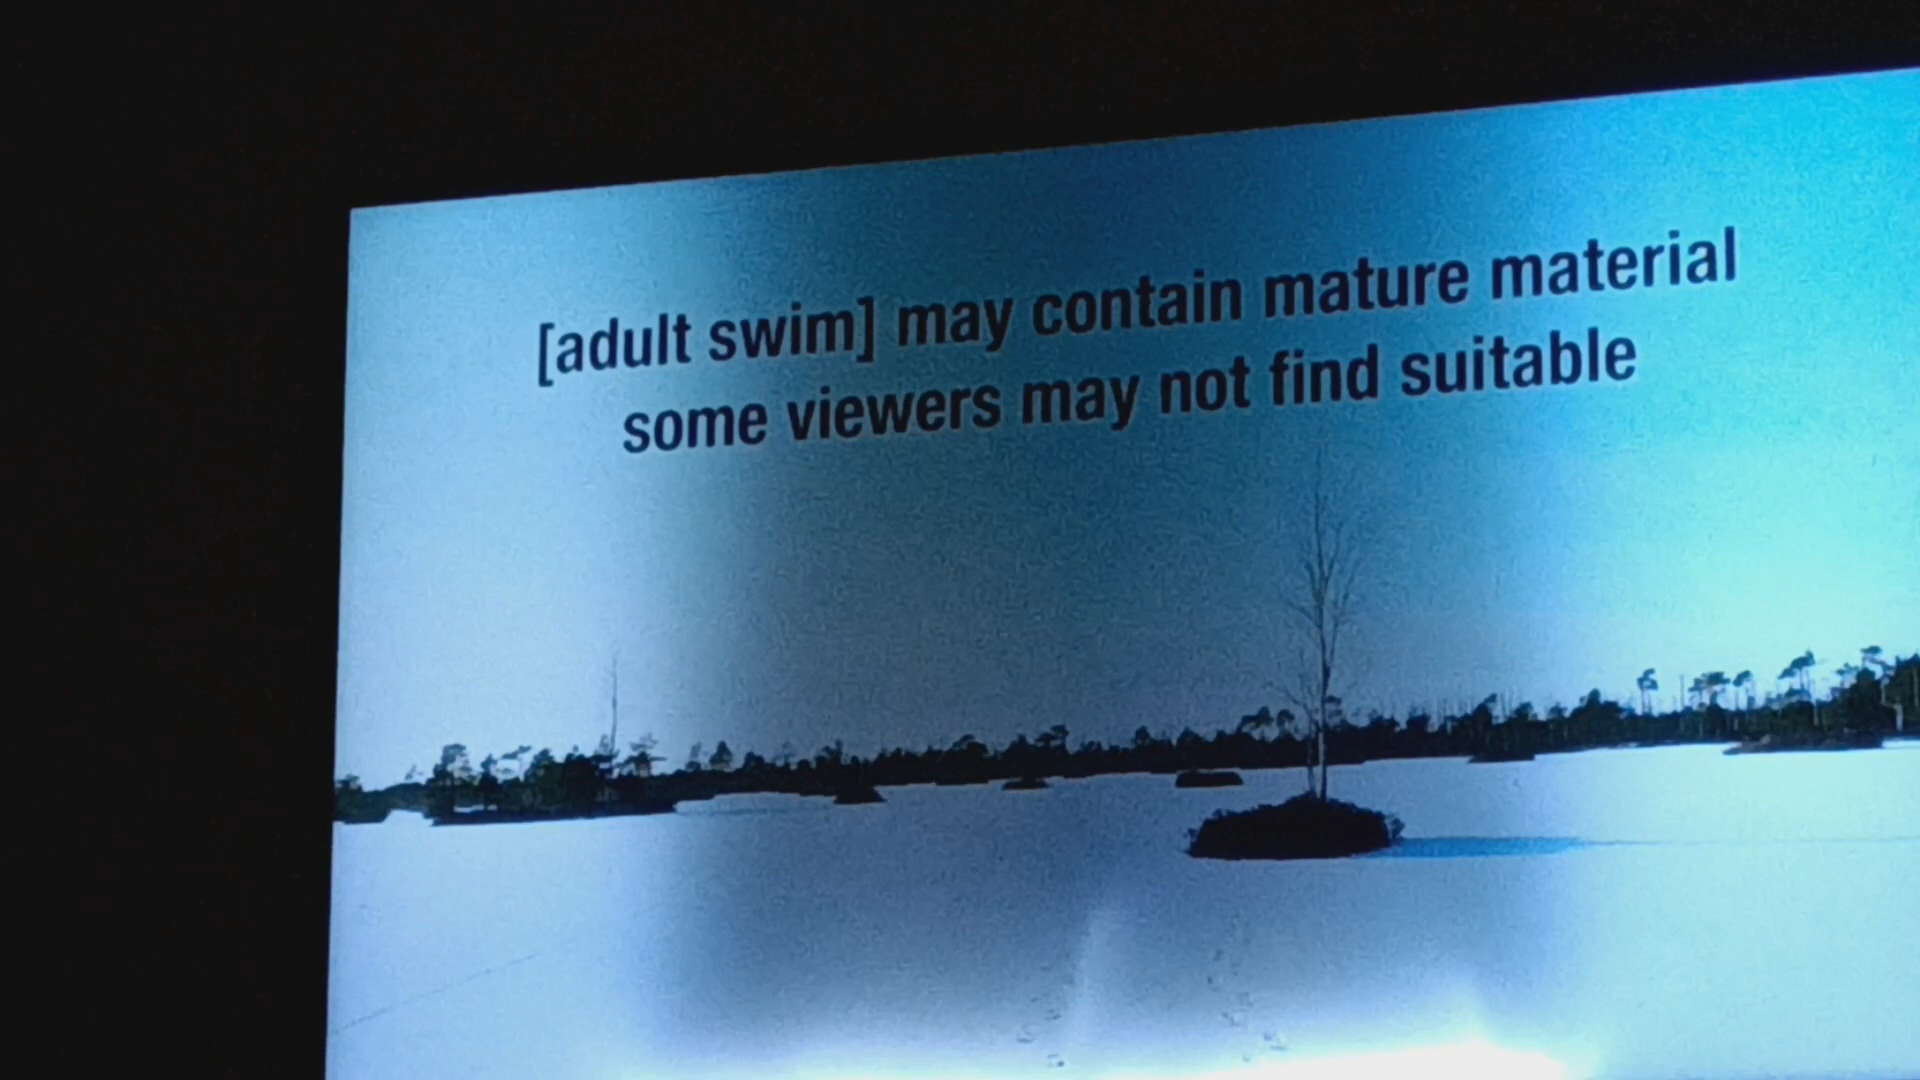 [adult swim] may contain mature material
some viewers may not find suitable